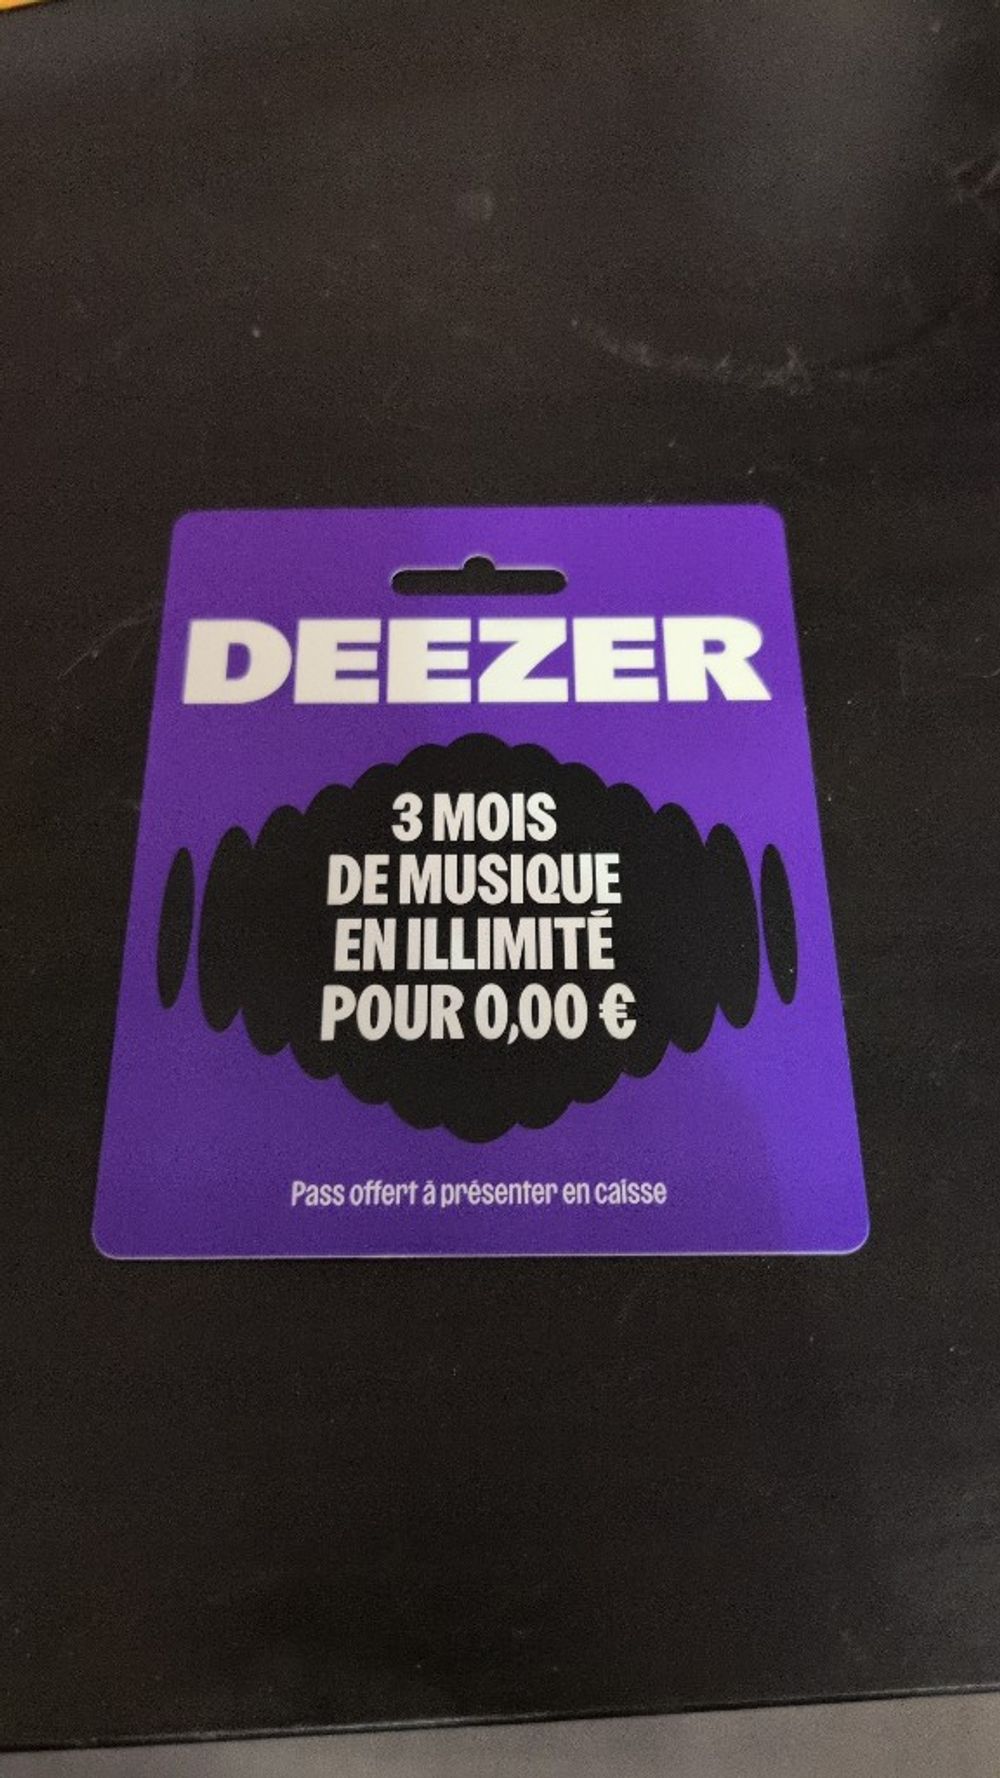 DEEZER
3 MOIS
DE MUSIQUE
EN ILLIMITÉ
POUR 0,00 €
Pass offert à présenter en caisse